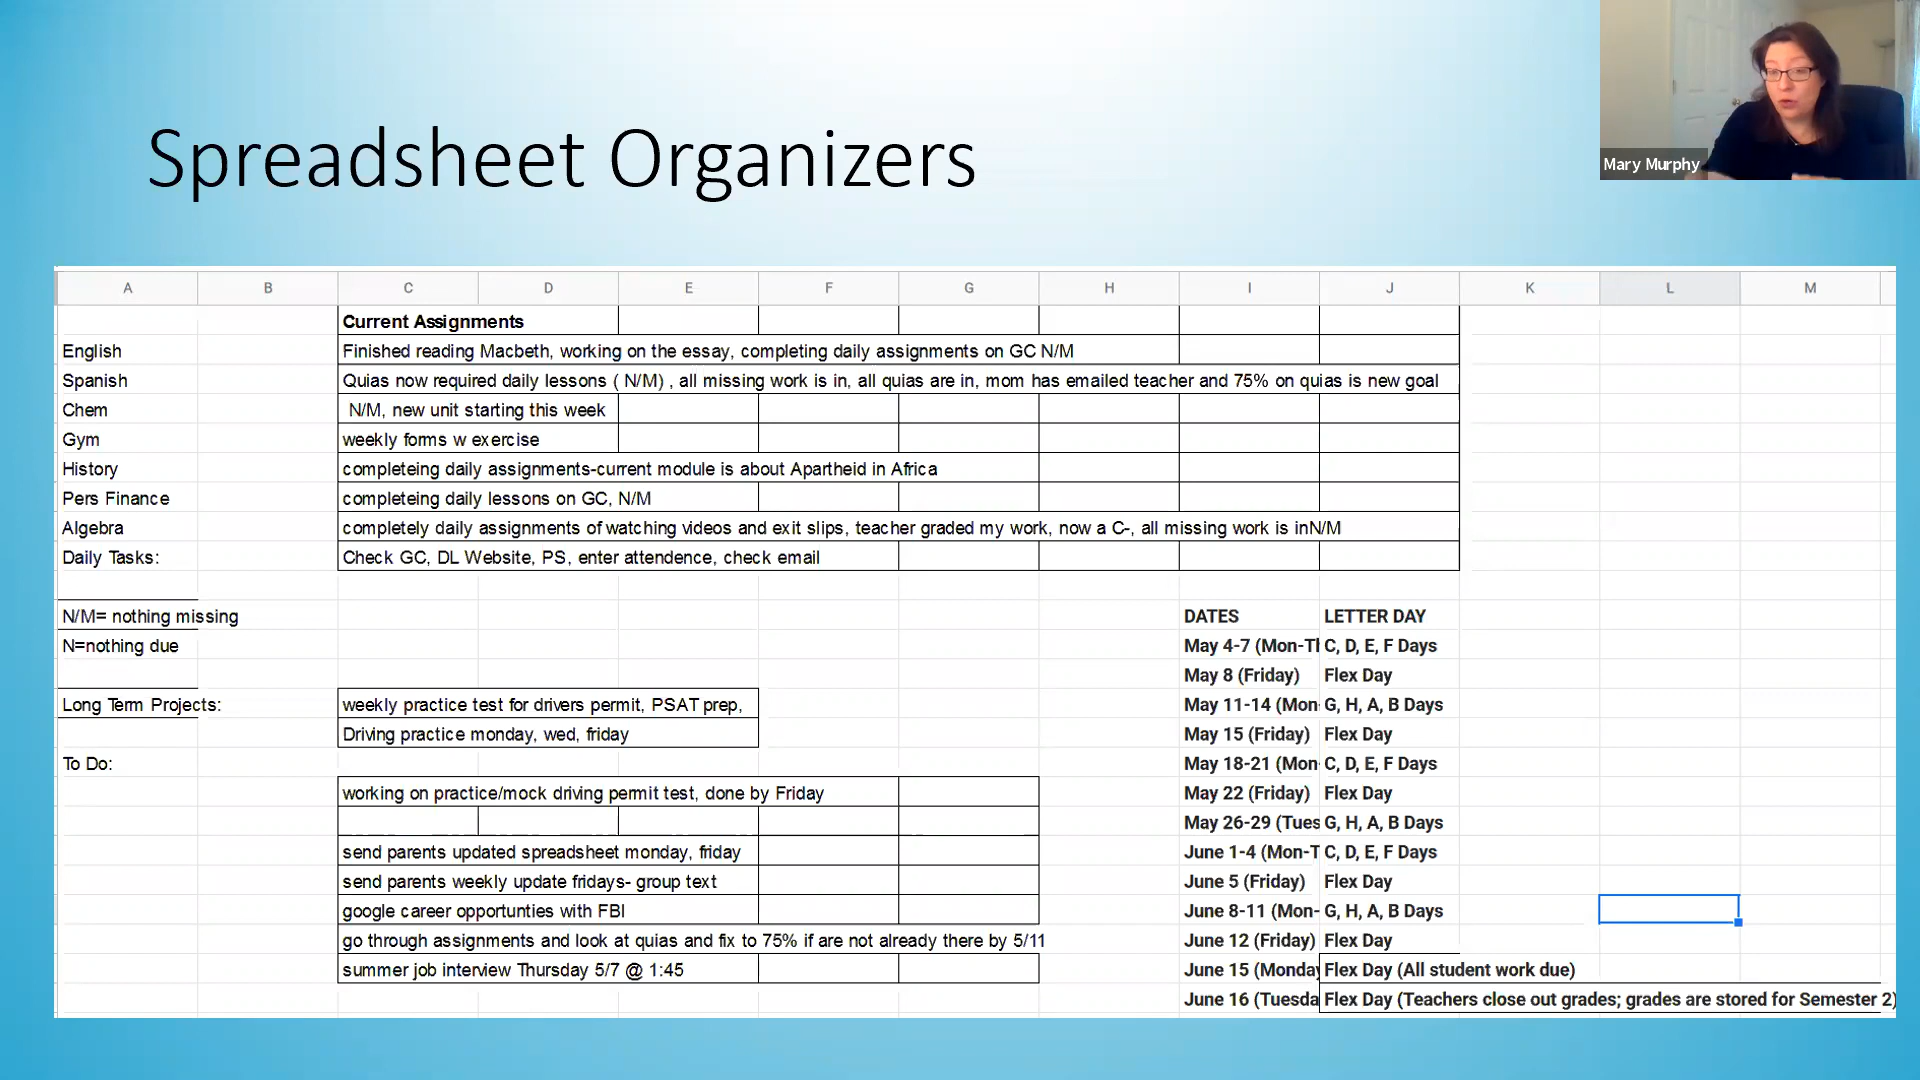 Spreadsheet Organizers
Mary Murphy
A B C D E F G H I J K L M
Current Assignments
English Finished reading Macbeth, working on the essay, completing daily assignments on GC N/M
Spanish Quias now required daily lessons ( N/M) , all missing work is in, all quias are in, mom has emailed teacher and 75% on quias is new goal
Chem N/M, new unit starting this week
Gym weekly forms w exercise
History completeing daily assignments-current module is about Apartheid in Africa
Pers Finance completeing daily lessons on GC, N/M
Algebra completely daily assignments of watching videos and exit slips, teacher graded my work, now a C-, all missing work is inN/M
Daily Tasks: Check GC, DL Website, PS, enter attendence, check email
N/M= nothing missing DATES LETTER DAY
N=nothing due May 4-7 (Mon-Th C, D, E, F Days
May 8 (Friday) Flex Day
Long Term Projects: weekly practice test for drivers permit, PSAT prep, May 11-14 (Mon- G, H, A, B Days
Driving practice monday, wed, friday May 15 (Friday) Flex Day
To Do: May 18-21 (Mon- C, D, E, F Days
working on practice/mock driving permit test, done by Friday May 22 (Friday) Flex Day
May 26-29 (Tues G, H, A, B Days
send parents updated spreadsheet monday, friday June 1-4 (Mon-T C, D, E, F Days
send parents weekly update fridays- group text June 5 (Friday) Flex Day
google career opportunties with FBI June 8-11 (Mon- G, H, A, B Days
go through assignments and look at quias and fix to 75% if are not already there by 5/11 June 12 (Friday) Flex Day
summer job interview Thursday 5/7 @ 1:45 June 15 (Monday Flex Day (All student work due)
June 16 (Tuesda Flex Day (Teachers close out grades; grades are stored for Semester 2)